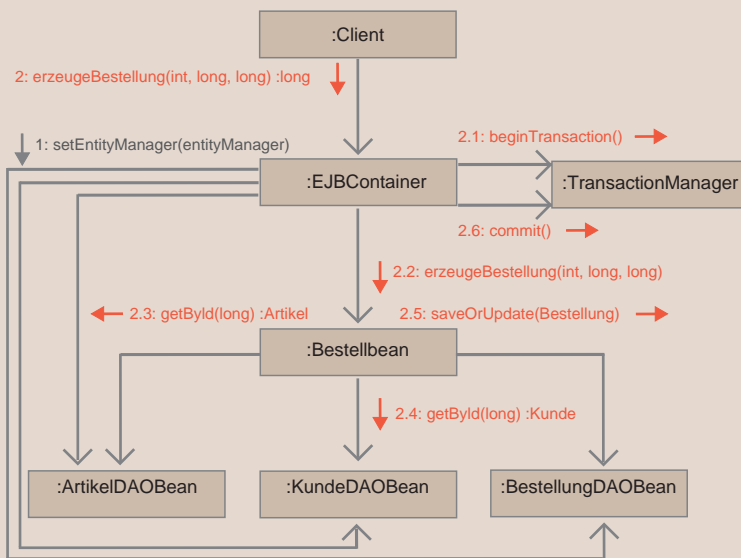 :Client
2: erzeugeBestellung(int, long, long) :long
1: setEntityManager(entityManager)
2.1: beginTransaction()
:EJBContainer
:TransactionManager
2.6: commit()
2.2: erzeugeBestellung(int, long, long)
2.3: getById(long) :Artikel
2.5: saveOrUpdate(Bestellung)
:Bestellbean
2.4: getById(long) :Kunde
:ArtikelDAOBean
:KundeDAOBean
:BestellungDAOBean